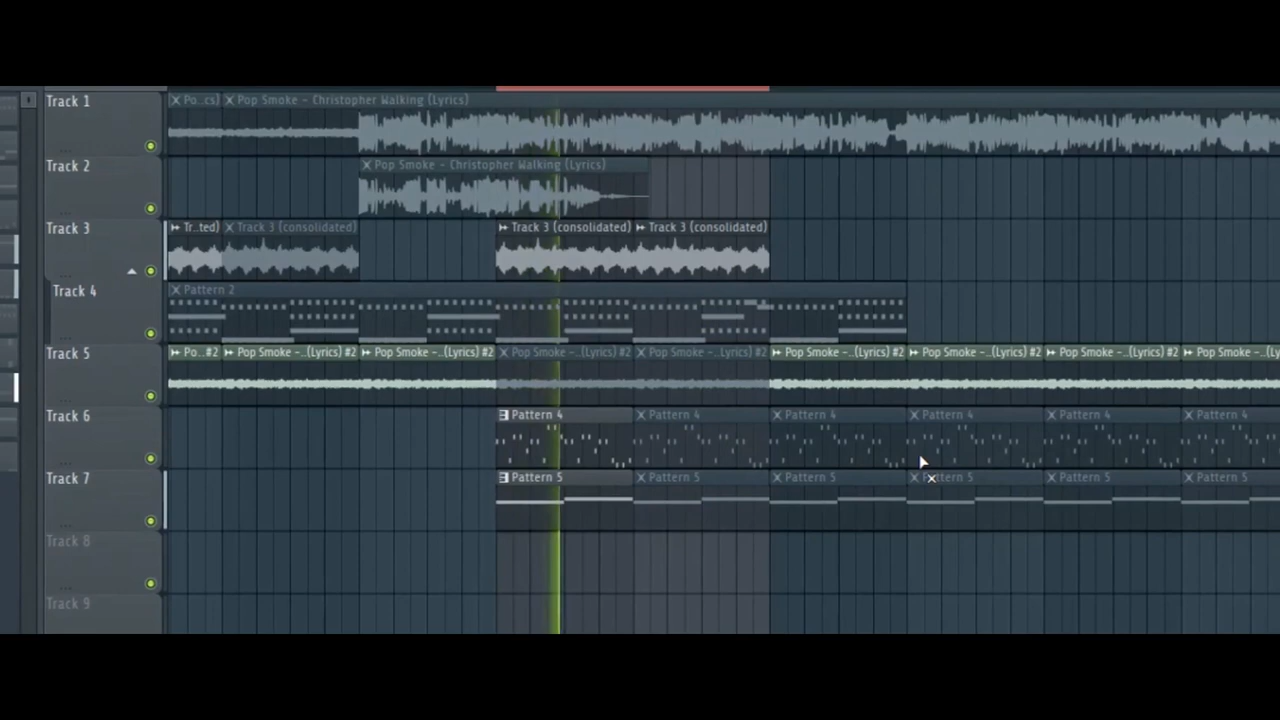 Track 1
Po..cs)
Pop Smoke - Christopher Walking (Lyrics)
Track 2
Pop Smoke - Christopher Walking (Lyrics)
Track 3
Tr..ted)
Track 3 (consolidated)
Track 3 (consolidated)
Track 3 (consolidated)
Track 4
Pattern 2
Track 5
Po...#2
Pop Smoke -...(Lyrics) #2
Pop Smoke -...(Lyrics) #2
Pop Smoke -...(Lyrics) #2
Pop Smoke -...(Lyrics) #2
Pop Smoke -...(Lyrics) #2
Pop Smoke -...(Lyrics) #2
Pop Smoke -...(Lyrics) #2
Pop Smoke -...(Ly
Track 6
Pattern 4
Pattern 4
Pattern 4
Pattern 4
Pattern 4
Pattern 4
Track 7
Pattern 5
Pattern 5
Pattern 5
Pattern 5
Pattern 5
Pattern 5
Track 8
Track 9